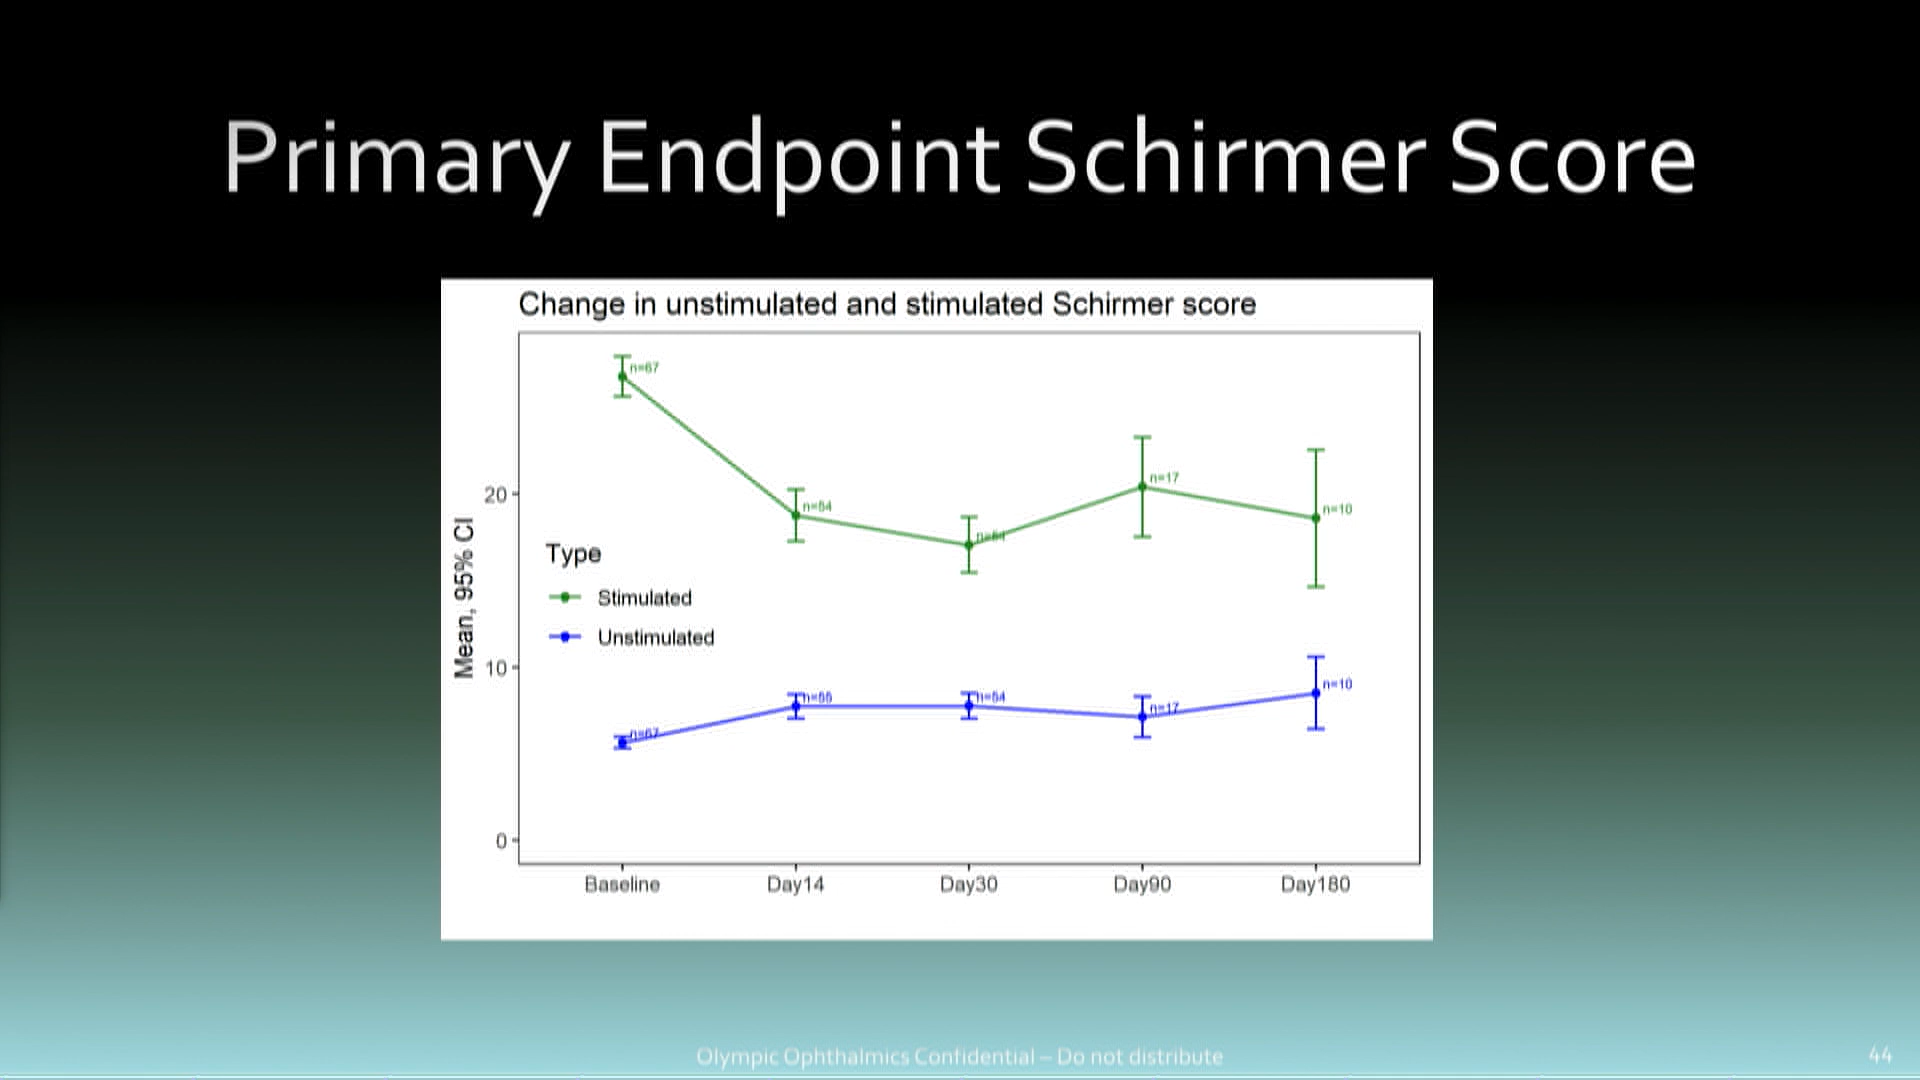 Primary Endpoint Schirmer Score
Change in unstimulated and stimulated Schirmer score
n=67
n=54
n=54
n=17
n=10
20
10
0
Mean, 95% CI
Type
Stimulated
Unstimulated
n=67
n=55
n=54
n=17
n=10
Baseline Day14 Day30 Day90 Day180
Olympic Ophthalmics Confidential – Do not distribute
44